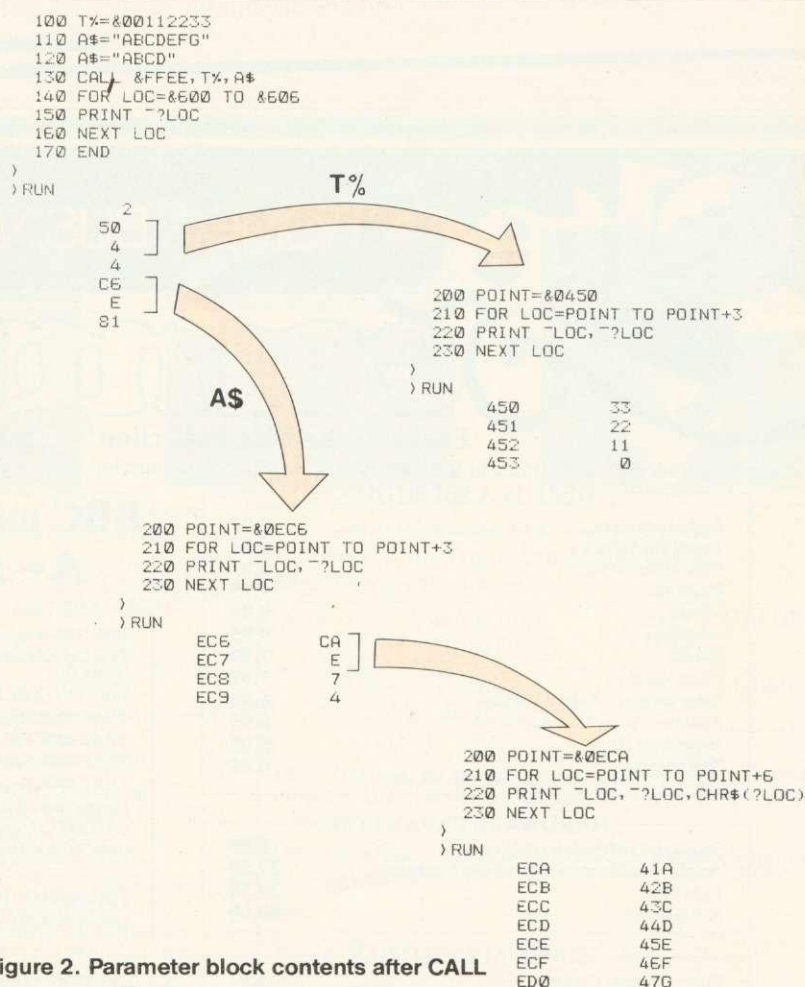 100 T%=&00112233
110 A$="ABCDEFG"
120 A$="ABCD"
130 CALL &FFEE,T%,A$
140 FOR LOC=&600 TO &606
150 PRINT ~?LOC
160 NEXT LOC
170 END
>
>RUN
2
50
4
4
C6
E
81
T%
200 POINT=&0450
210 FOR LOC=POINT TO POINT+3
220 PRINT ~LOC,~?LOC
230 NEXT LOC
>
>RUN
450 33
451 22
452 11
453 0
A$
200 POINT=&0EC6
210 FOR LOC=POINT TO POINT+3
220 PRINT ~LOC,~?LOC
230 NEXT LOC
>
>RUN
EC6 CA
EC7 E
EC8 7
EC9 4
200 POINT=&0ECA
210 FOR LOC=POINT TO POINT+6
220 PRINT ~LOC,~?LOC,CHR$(?LOC)
230 NEXT LOC
>
>RUN
ECA 41A
ECB 42B
ECC 43C
ECD 44D
ECE 45E
ECF 46F
ED0 47G
igure 2. Parameter block contents after CALL